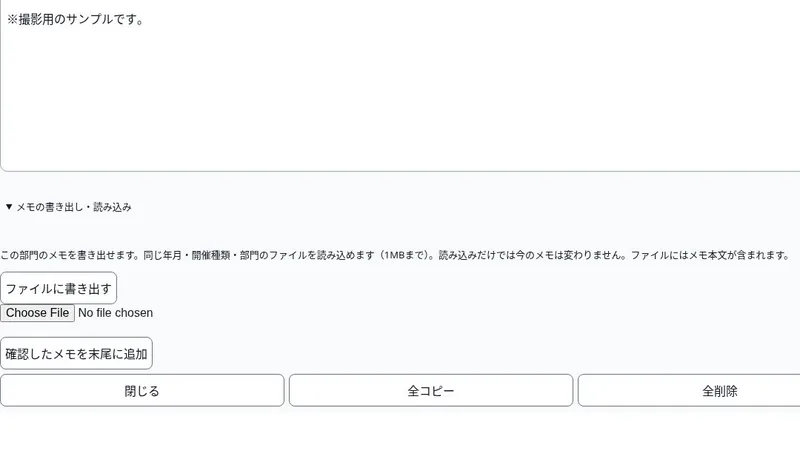 ※撮影用のサンプルです。
▼ メモの書き出し・読み込み
この部門のメモを書き出せます。同じ年月・開催種類・部門のファイルを読み込めます（1MBまで）。読み込みだけでは今のメモは変わりません。ファイルにはメモ本文が含まれます。
ファイルに書き出す
Choose File No file chosen
確認したメモを末尾に追加
閉じる 全コピー 全削除